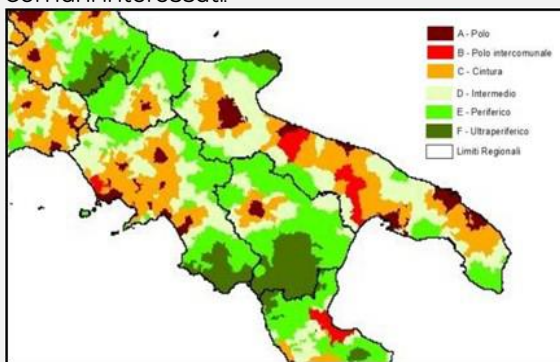 comuni interessati.
A - Polo
B - Polo intercomunale
C - Cintura
D - Intermedio
E - Periferico
F - Ultraperiferico
Limiti Regionali